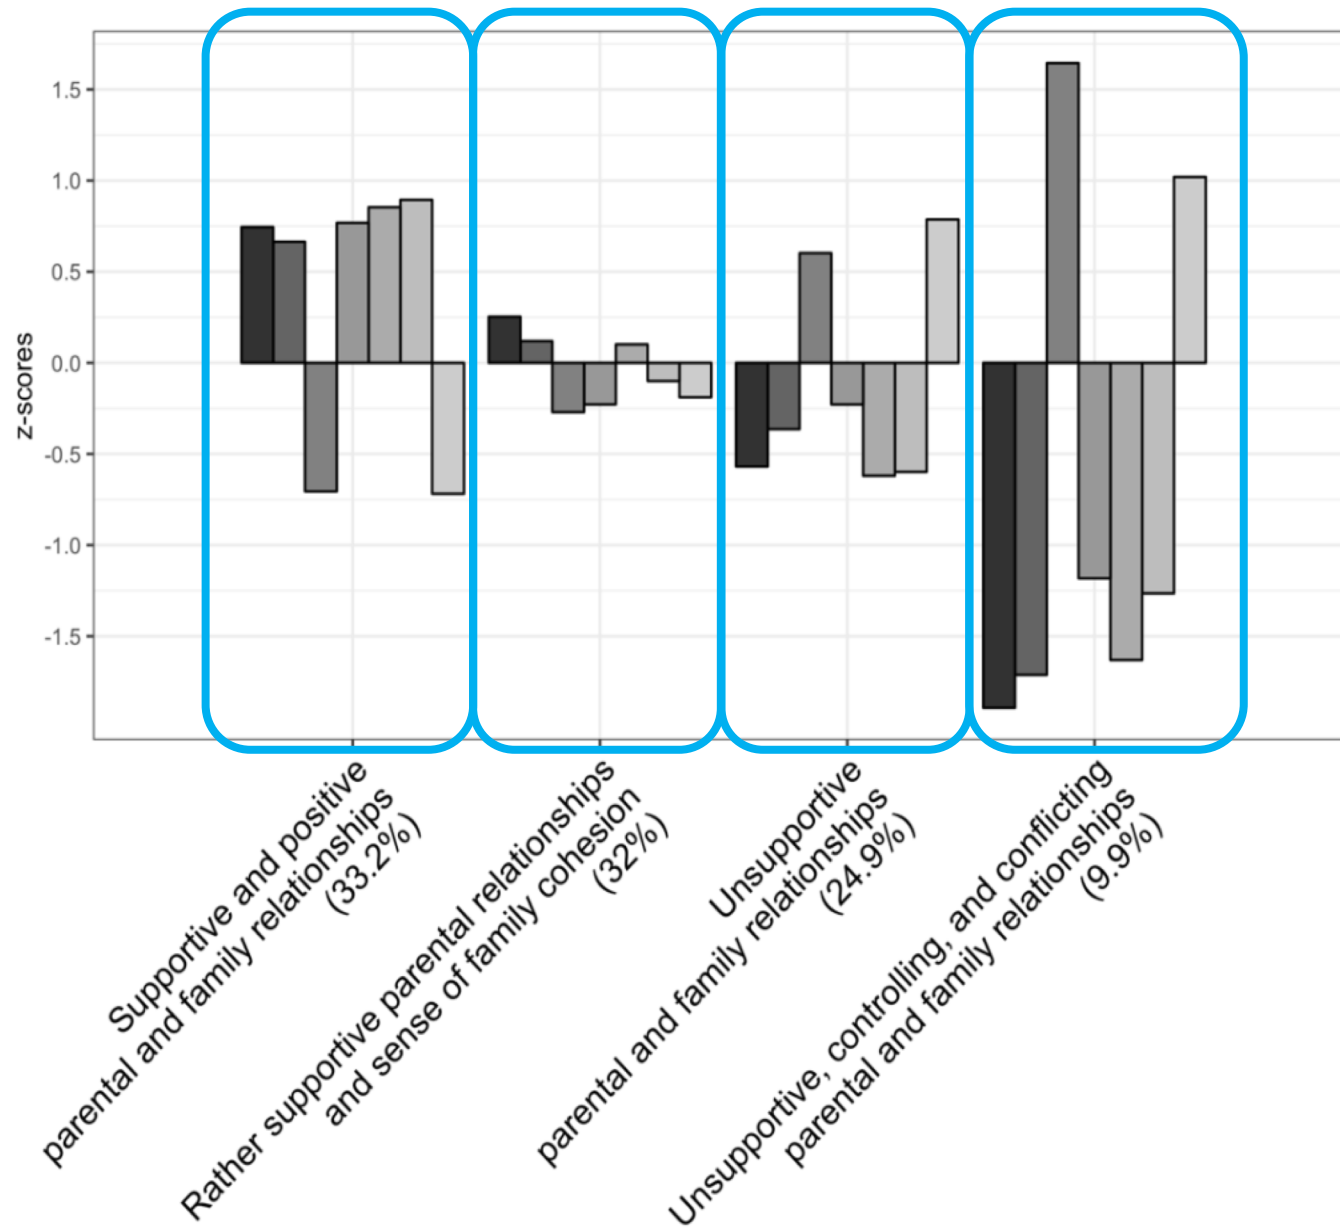 1.5
1.0
0.5
0.0
-0.5
-1.0
-1.5
z-scores
Supportive and positive
parental and family relationships
(33.2%)
Rather supportive parental relationships
and sense of family cohesion
(32%)
Unsupportive
parental and family relationships
(24.9%)
Unsupportive, controlling, and conflicting
parental and family relationships
(9.9%)